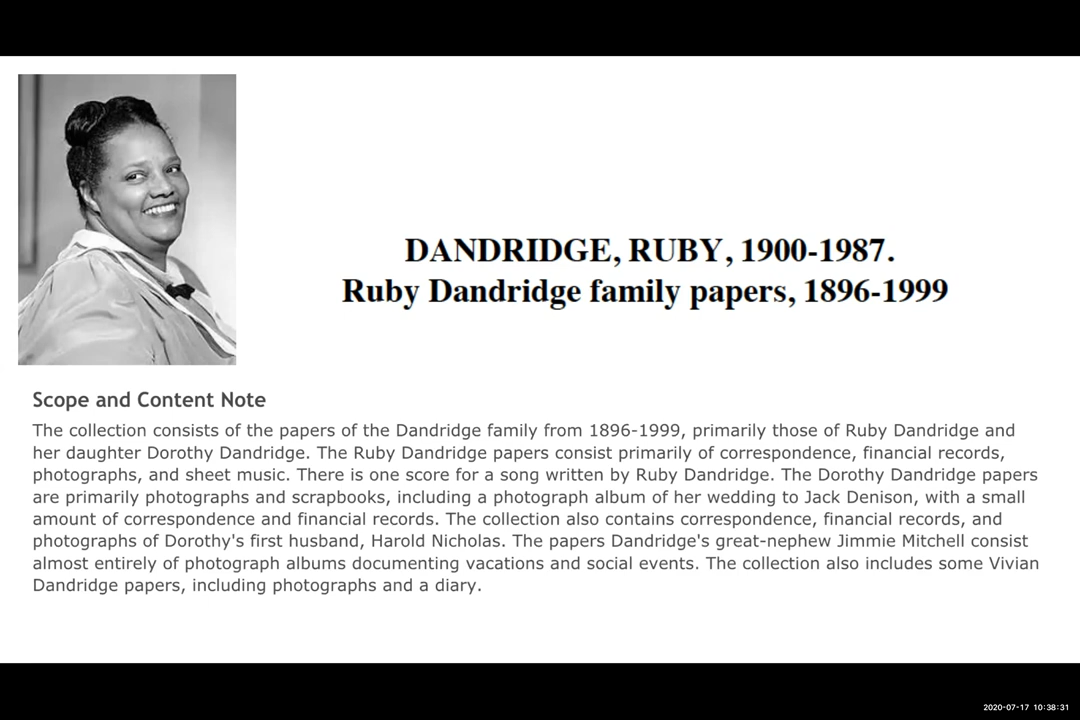 DANDRIDGE, RUBY, 1900-1987.
Ruby Dandridge family papers, 1896-1999
Scope and Content Note
The collection consists of the papers of the Dandridge family from 1896-1999, primarily those of Ruby Dandridge and
her daughter Dorothy Dandridge. The Ruby Dandridge papers consist primarily of correspondence, financial records,
photographs, and sheet music. There is one score for a song written by Ruby Dandridge. The Dorothy Dandridge papers
are primarily photographs and scrapbooks, including a photograph album of her wedding to Jack Denison, with a small
amount of correspondence and financial records. The collection also contains correspondence, financial records, and
photographs of Dorothy's first husband, Harold Nicholas. The papers Dandridge's great-nephew Jimmie Mitchell consist
almost entirely of photograph albums documenting vacations and social events. The collection also includes some Vivian
Dandridge papers, including photographs and a diary.
2020-07-17 10:38:31